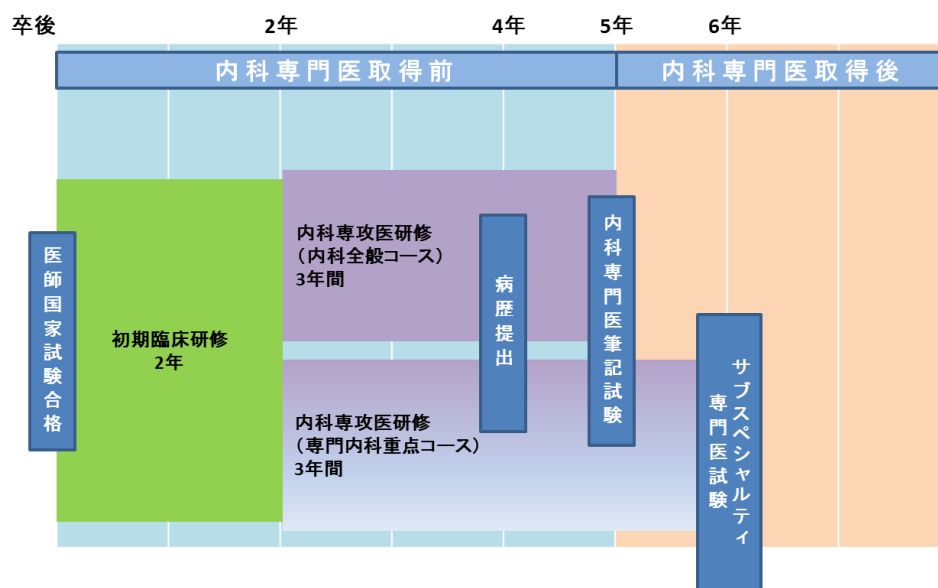 卒後 2年 4年 5年 6年
内科専門医取得前 内科専門医取得後
医師国家試験合格
初期臨床研修
2年
内科専攻医研修
（内科全般コース）
3年間
内科専攻医研修
（専門内科重点コース）
3年間
病歴提出
内科専門医筆記試験
サブスペシャルティ
専門医試験